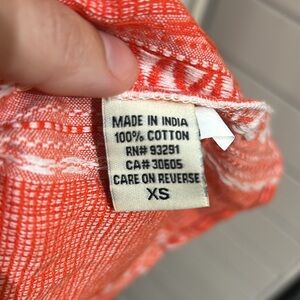 MADE IN INDIA
100% COTTON
RN# 93291
CA# 30605
CARE ON REVERSE
XS